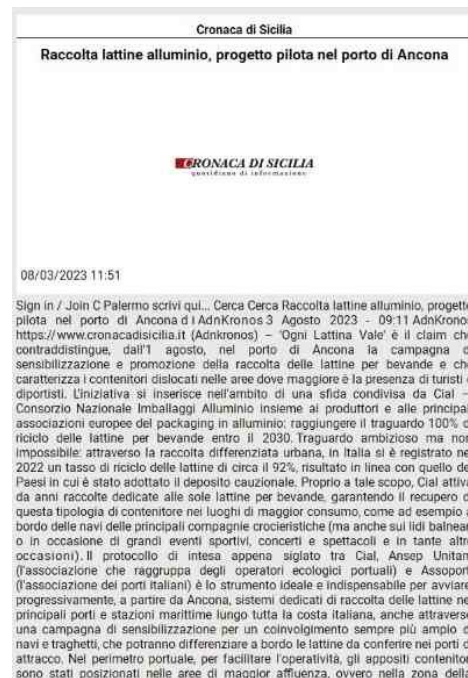 Cronaca di Sicilia
Raccolta lattine alluminio, progetto pilota nel porto di Ancona
CRONACA DI SICILIA
quotidiano di informazione
08/03/2023 11:51
Sign in / Join C Palermo scrivi qui... Cerca Cerca Raccolta lattine alluminio, progetto
pilota nel porto di Ancona d i AdnKronos 3 Agosto 2023 - 09:11 AdnKronos
https://www.cronacadisicilia.it (Adnkronos) – 'Ogni Lattina Vale' è il claim che
contraddistingue, dall'1 agosto, nel porto di Ancona la campagna di
sensibilizzazione e promozione della raccolta delle lattine per bevande e che
caratterizza i contenitori dislocati nelle aree dove maggiore è la presenza di turisti e
diportisti. L'iniziativa si inserisce nell'ambito di una sfida condivisa da Cial –
Consorzio Nazionale Imballaggi Alluminio insieme ai produttori e alle principali
associazioni europee del packaging in alluminio: raggiungere il traguardo 100% di
riciclo delle lattine per bevande entro il 2030. Traguardo ambizioso ma non
impossibile: attraverso la raccolta differenziata urbana, in Italia si è registrato nel
2022 un tasso di riciclo delle lattine di circa il 92%, risultato in linea con quello dei
Paesi in cui è stato adottato il deposito cauzionale. Proprio a tale scopo, Cial attiva
da anni raccolte dedicate alle sole lattine per bevande, garantendo il recupero di
questa tipologia di contenitore nei luoghi di maggior consumo, come ad esempio a
bordo delle navi delle principali compagnie crocieristiche (ma anche sui lidi balneari
o in occasione di grandi eventi sportivi, concerti e spettacoli e in tante altre
occasioni). Il protocollo di intesa appena siglato tra Cial, Ansep Unitam
(l'associazione che raggruppa degli operatori ecologici portuali) e Assoporti
(l'associazione dei porti italiani) è lo strumento ideale e indispensabile per avviare
progressivamente, a partire da Ancona, sistemi dedicati di raccolta delle lattine nei
principali porti e stazioni marittime lungo tutta la costa italiana, anche attraverso
una campagna di sensibilizzazione per un coinvolgimento sempre più ampio di
navi e traghetti, che potranno differenziare a bordo le lattine da conferire nei porti di
attracco. Nel perimetro portuale, per facilitare l'operatività, gli appositi contenitori
sono stati posizionati nelle aree di maggior affluenza, ovvero nella zona della